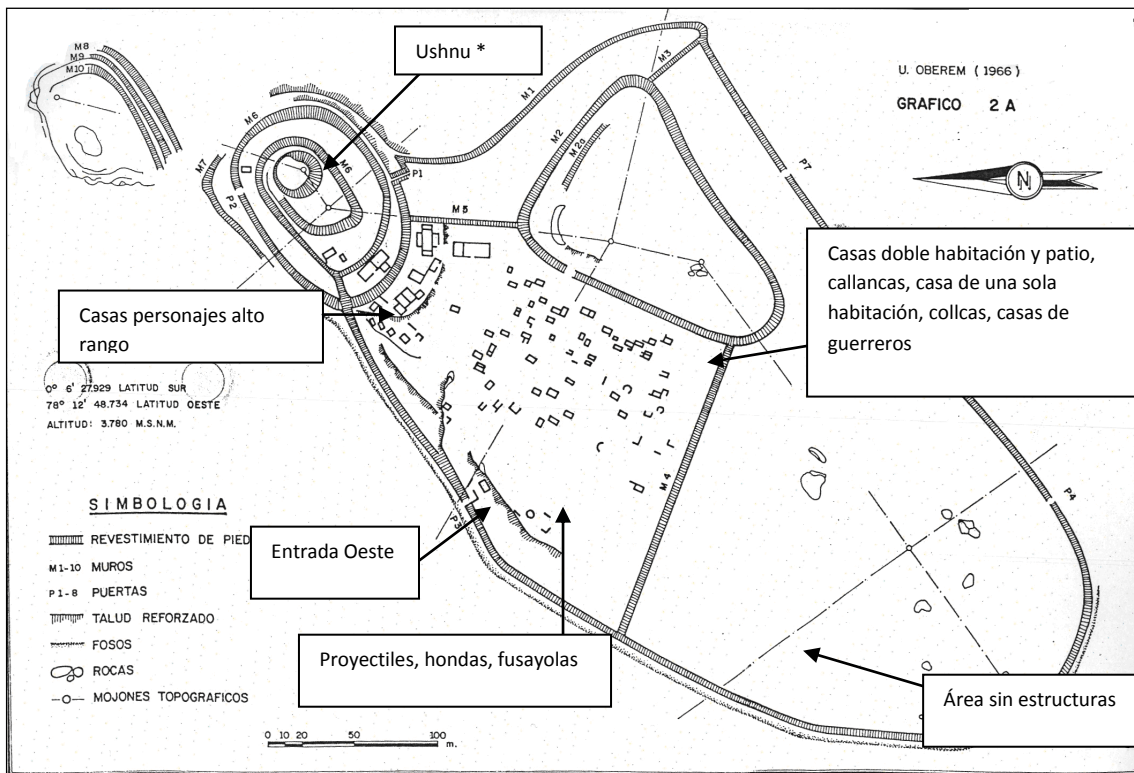 M8
M9
M10
Ushnu *
M1
M3
U. OBEREM (1966)
GRAFICO 2 A
M6
M2
M2a
N
M7
M6
P1
P7
P2
M5
Casas doble habitación y patio,
callancas, casa de una sola
habitación, collcas, casas de
guerreros
Casas personajes alto
rango
0° 6' 27.929 LATITUD SUR
78° 12' 48.734 LATITUD OESTE
ALTITUD: 3.780 M.S.N.M.
M4
P4
SIMBOLOGIA
REVESTIMIENTO DE PIED
M1-10 MUROS
P1-8 PUERTAS
TALUD REFORZADO
FOSOS
ROCAS
MOJONES TOPOGRAFICOS
P3
Entrada Oeste
Proyectiles, hondas, fusayolas
Área sin estructuras
0 10 20 50 100
m.